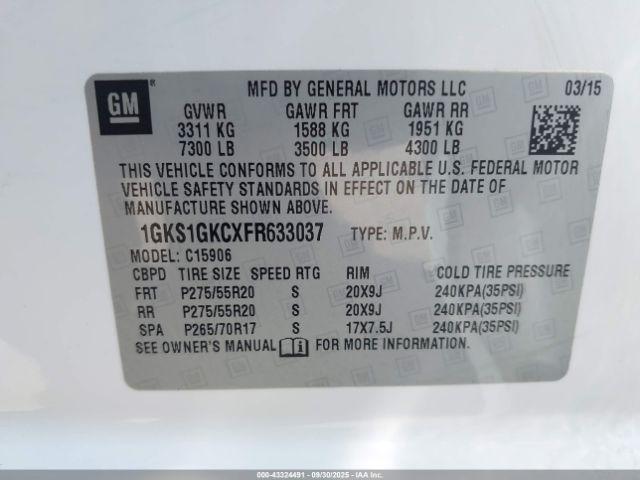 GM ®
MFD BY GENERAL MOTORS LLC 03/15
GVWR GAWR FRT GAWR RR
3311 KG 1588 KG 1951 KG
7300 LB 3500 LB 4300 LB
THIS VEHICLE CONFORMS TO ALL APPLICABLE U.S. FEDERAL MOTOR
VEHICLE SAFETY STANDARDS IN EFFECT ON THE DATE OF
MANUFACTURE SHOWN ABOVE.
1GKS1GKCXFR633037 TYPE: M.P.V.
MODEL: C15906
CBPD TIRE SIZE SPEED RTG RIM COLD TIRE PRESSURE
FRT P275/55R20 S 20X9J 240KPA(35PSI)
RR P275/55R20 S 20X9J 240KPA(35PSI)
SPA P265/70R17 S 17X7.5J 240KPA(35PSI)
SEE OWNER'S MANUAL FOR MORE INFORMATION.
000-43324491 - 09/30/2025 - IAAI.COM